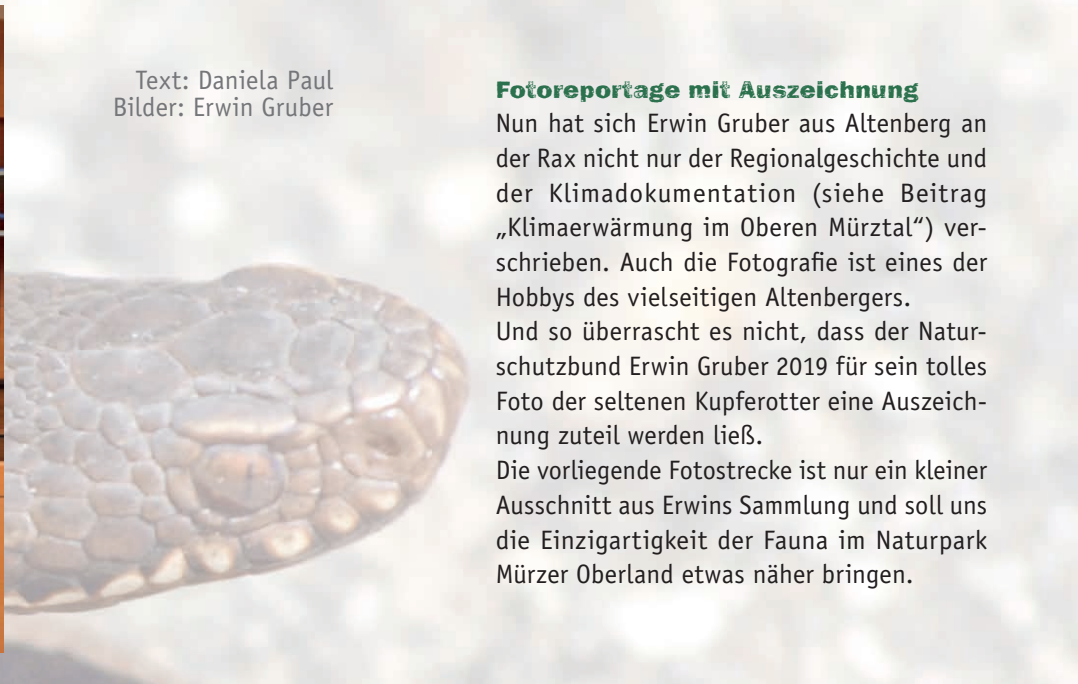 Text: Daniela Paul
Bilder: Erwin Gruber
Fotoreportage mit Auszeichnung
Nun hat sich Erwin Gruber aus Altenberg an
der Rax nicht nur der Regionalgeschichte und
der Klimadokumentation (siehe Beitrag
„Klimaerwärmung im Oberen Mürztal“) ver-
schrieben. Auch die Fotografie ist eines der
Hobbys des vielseitigen Altenbergers.
Und so überrascht es nicht, dass der Natur-
schutzbund Erwin Gruber 2019 für sein tolles
Foto der seltenen Kupferotter eine Auszeich-
nung zuteil werden ließ.
Die vorliegende Fotostrecke ist nur ein kleiner
Ausschnitt aus Erwins Sammlung und soll uns
die Einzigartigkeit der Fauna im Naturpark
Mürzer Oberland etwas näher bringen.